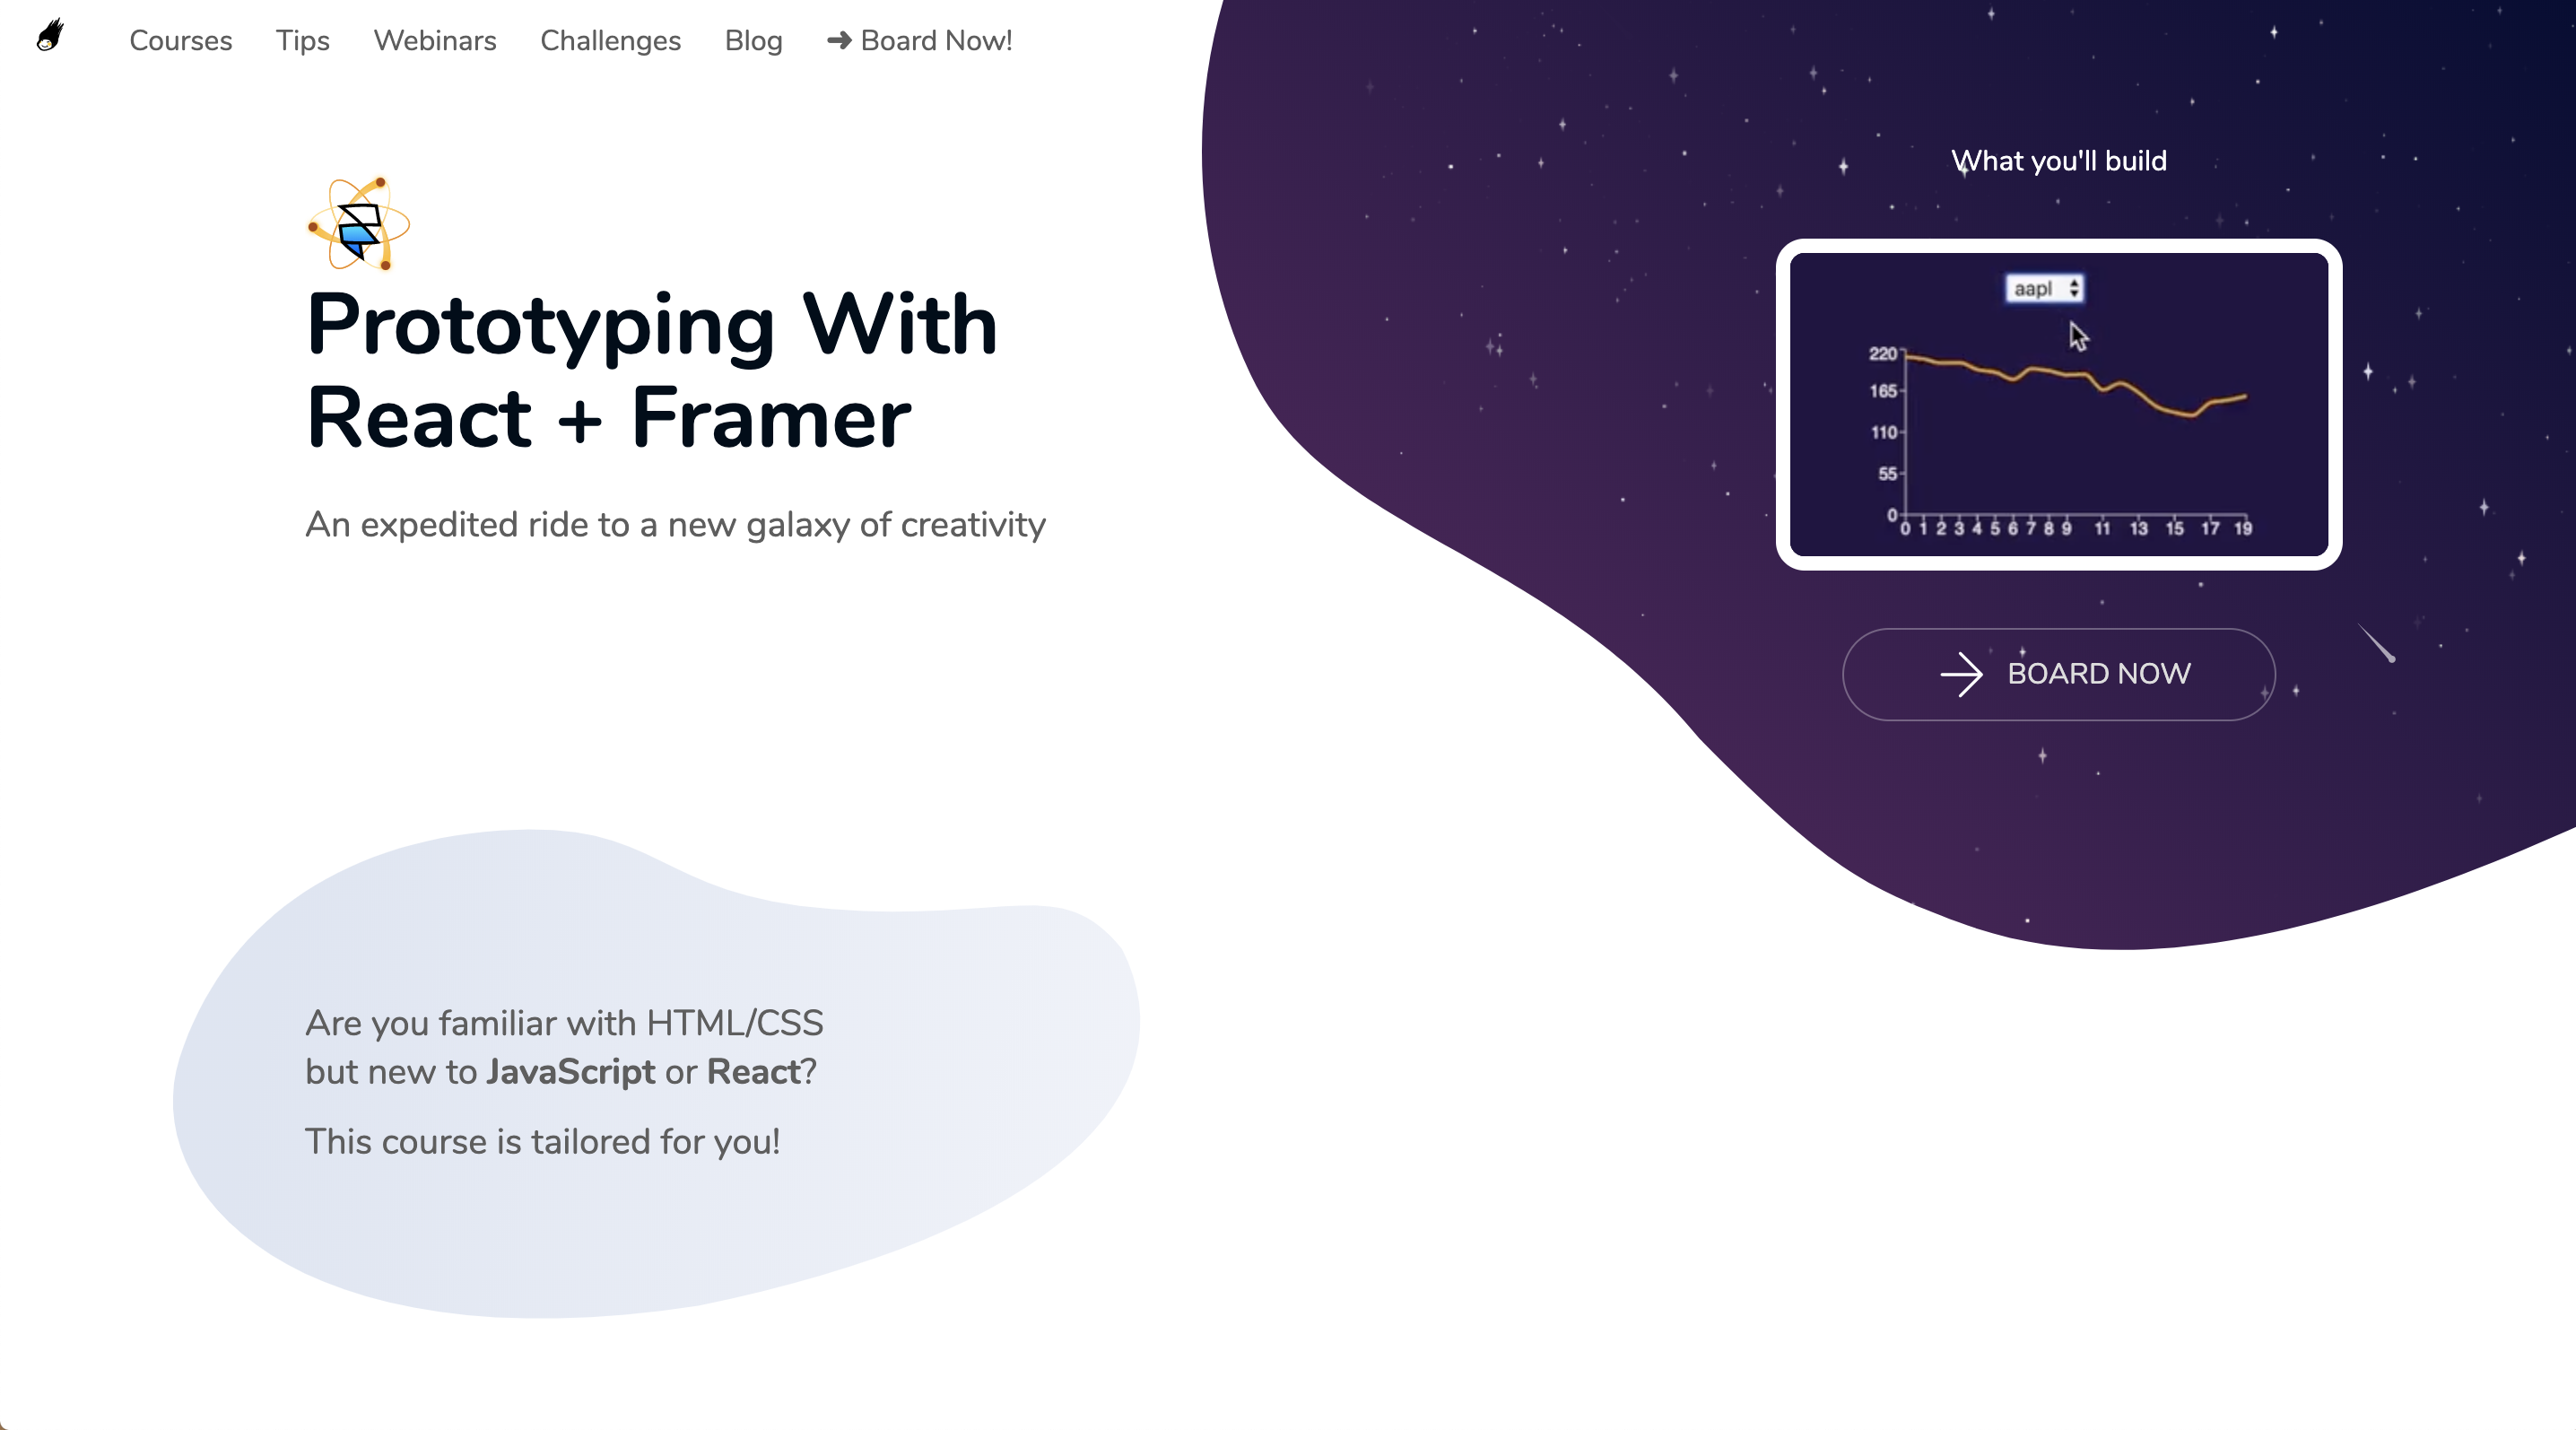 Courses Tips Webinars Challenges Blog ➜ Board Now!
Prototyping With
React + Framer
An expedited ride to a new galaxy of creativity
What you'll build
aapl
220
165
110
55
0
0 1 2 3 4 5 6 7 8 9 11 13 15 17 19
BOARD NOW
Are you familiar with HTML/CSS
but new to JavaScript or React?
This course is tailored for you!